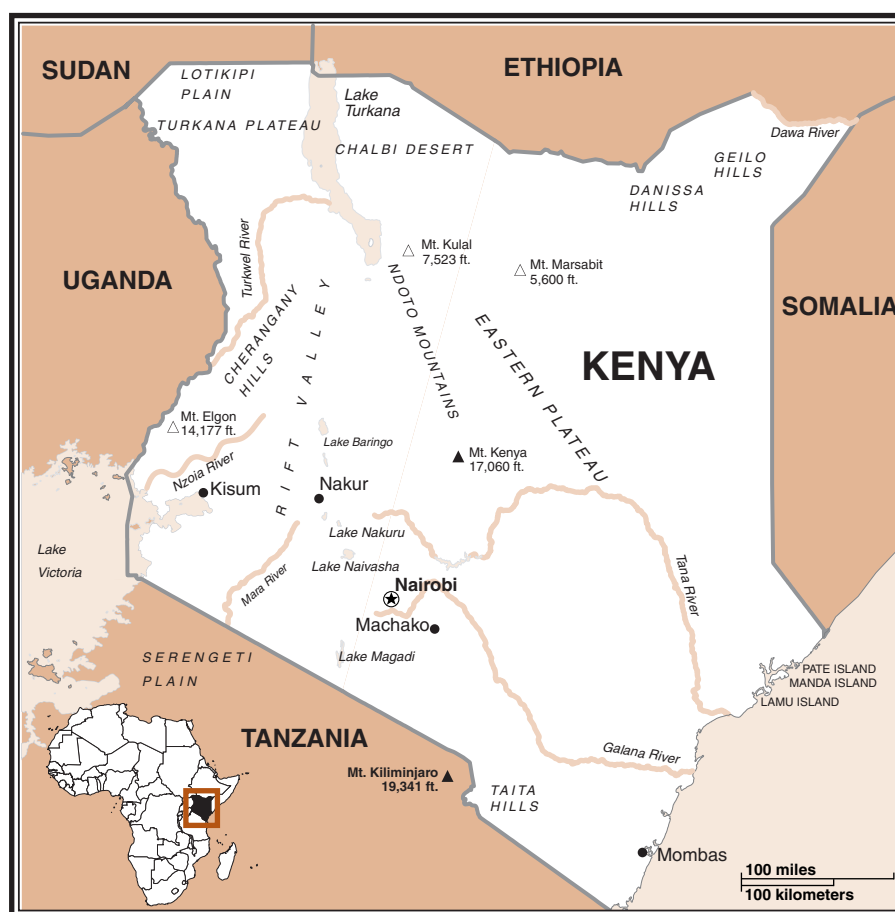 SUDAN
LOTIKIPI
PLAIN
ETHIOPIA
Lake
Turkana
TURKANA PLATEAU
CHALBI DESERT
Dawa River
GEILO
HILLS
DANISSA
HILLS
Turkwel River
Mt. Kulal
7,523 ft.
Mt. Marsabit
5,600 ft.
UGANDA
SOMALIA
NDOTO MOUNTAINS
CHERANGANY
HILLS
RIFT VALLEY
EASTERN PLATEAU
KENYA
Mt. Elgon
14,177 ft.
Lake Baringo
Mt. Kenya
17,060 ft.
Nzoia River
Kisum
Nakur
Lake Nakuru
Lake
Victoria
Lake Naivasha
Mara River
Nairobi
Tana River
Machako
Lake Magadi
SERENGETI
PLAIN
PATE ISLAND
MANDA ISLAND
LAMU ISLAND
TANZANIA
Galana River
Mt. Kiliminjaro
19,341 ft.
TAITA
HILLS
Mombas
100 miles
100 kilometers